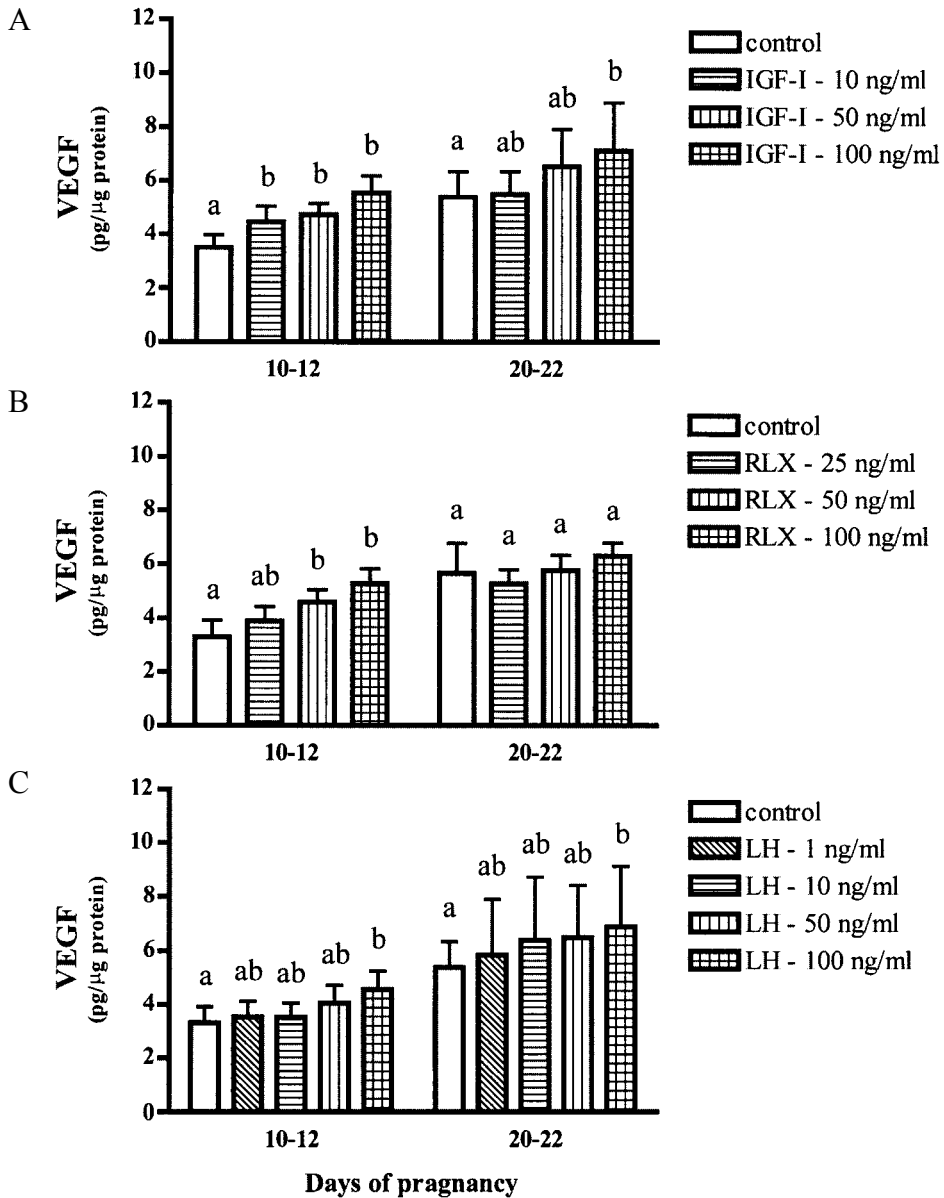 A
12
10
8
6
4
2
0
VEGF
(pg/µg protein)
a
b
b
b
a
ab
ab
b
10-12
20-22
control
IGF-I - 10 ng/ml
IGF-I - 50 ng/ml
IGF-I - 100 ng/ml
B
12
10
8
6
4
2
0
VEGF
(pg/µg protein)
a
ab
b
b
a
a
a
a
10-12
20-22
control
RLX - 25 ng/ml
RLX - 50 ng/ml
RLX - 100 ng/ml
C
12
10
8
6
4
2
0
VEGF
(pg/µg protein)
a
ab
ab
ab
b
a
ab
ab
ab
b
10-12
20-22
control
LH - 1 ng/ml
LH - 10 ng/ml
LH - 50 ng/ml
LH - 100 ng/ml
Days of pragnancy